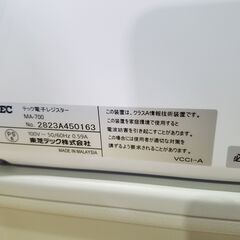 EC
テック電子レジスター
MA-700
No. 2823A450163
100V〜 50/60Hz 0.59A
東芝テック株式会社
MADE IN MALAYSIA
この装置は、クラスA情報技術装置です。
この装置を家庭環境で使用すると
電波妨害を引き起こすことがあります。
この場合には使用者が適切な対策を
講ずるよう要求されることがあります。
VCCI-A